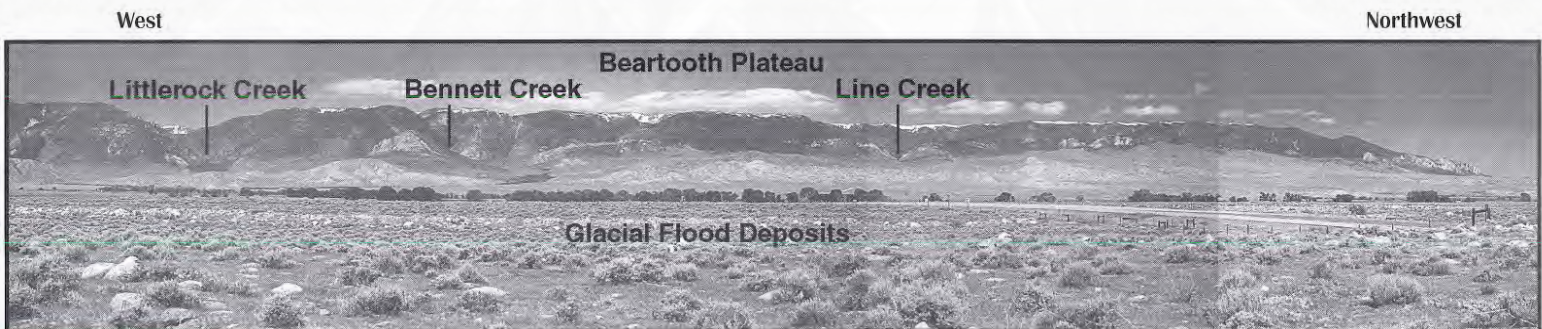 West Northwest
Beartooth Plateau
Littlerock Creek Bennett Creek Line Creek
Glacial Flood Deposits